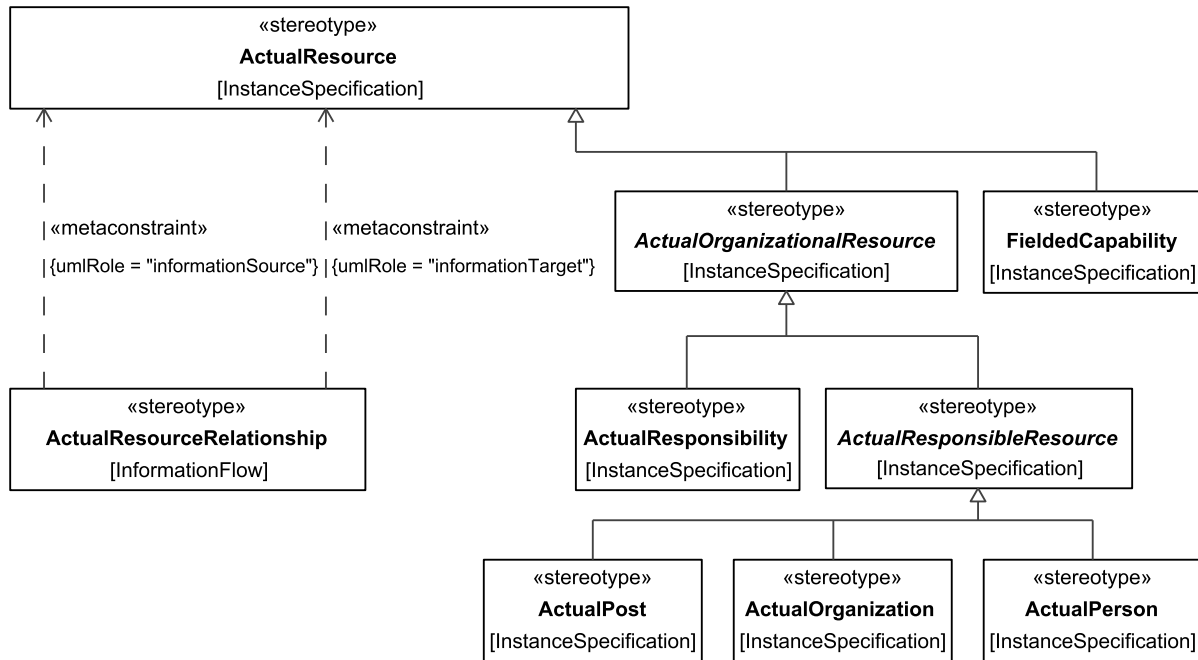 «stereotype»
ActualResource
[InstanceSpecification]
«metaconstraint»
{umlRole = "informationSource"}
«metaconstraint»
{umlRole = "informationTarget"}
«stereotype»
ActualOrganizationalResource
[InstanceSpecification]
«stereotype»
FieldedCapability
[InstanceSpecification]
«stereotype»
ActualResourceRelationship
[InformationFlow]
«stereotype»
ActualResponsibility
[InstanceSpecification]
«stereotype»
ActualResponsibleResource
[InstanceSpecification]
«stereotype»
ActualPost
[InstanceSpecification]
«stereotype»
ActualOrganization
[InstanceSpecification]
«stereotype»
ActualPerson
[InstanceSpecification]